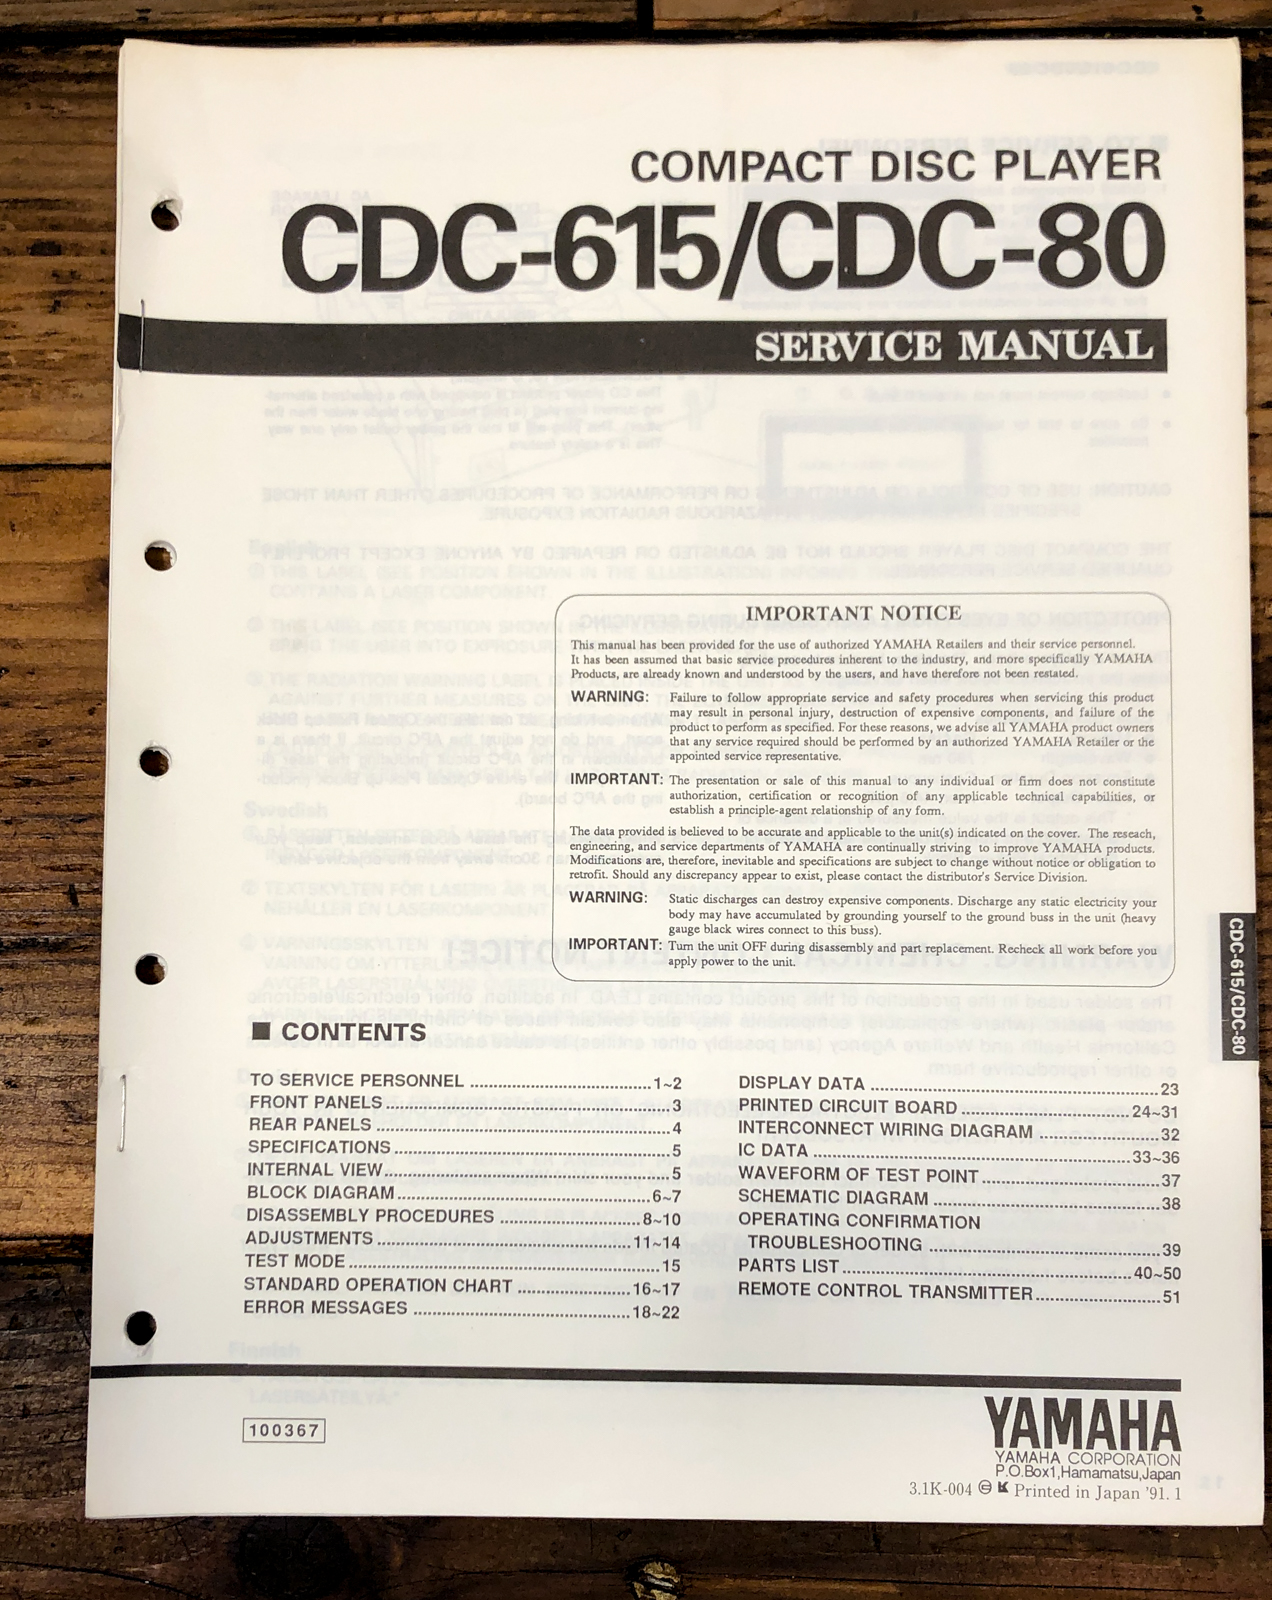 COMPACT DISC PLAYER
CDC-615/CDC-80
SERVICE MANUAL
IMPORTANT NOTICE
This manual has been provided for the use of authorized YAMAHA Retailers and their service personnel.
It has been assumed that basic service procedures inherent to the industry, and more specifically YAMAHA
Products, are already known and understood by the users, and have therefore not been restated.
WARNING: Failure to follow appropriate service and safety procedures when servicing this product
may result in personal injury, destruction of expensive components, and failure of the
product to perform as specified. For these reasons, we advise all YAMAHA product owners
that any service required should be performed by an authorized YAMAHA Retailer or the
appointed service representative.
IMPORTANT: The presentation or sale of this manual to any individual or firm does not constitute
authorization, certification or recognition of any applicable technical capabilities, or
establish a principle-agent relationship of any form.
The data provided is believed to be accurate and applicable to the unit(s) indicated on the cover. The reseach,
engineering, and service departments of YAMAHA are continually striving to improve YAMAHA products.
Modifications are, therefore, inevitable and specifications are subject to change without notice or obligation to
retrofit. Should any discrepancy appear to exist, please contact the distributor's Service Division.
WARNING: Static discharges can destroy expensive components. Discharge any static electricity your
body may have accumulated by grounding yourself to the ground buss in the unit (heavy
gauge black wires connect to this buss).
IMPORTANT: Turn the unit OFF during disassembly and part replacement. Recheck all work before you
apply power to the unit.
CDC-615/CDC-80
■ CONTENTS
TO SERVICE PERSONNEL ........ 1~2
FRONT PANELS ........ 3
REAR PANELS ........ 4
SPECIFICATIONS ........ 5
INTERNAL VIEW ........ 5
BLOCK DIAGRAM ........ 6~7
DISASSEMBLY PROCEDURES ........ 8~10
ADJUSTMENTS ........ 11~14
TEST MODE ........ 15
STANDARD OPERATION CHART ........ 16~17
ERROR MESSAGES ........ 18~22
DISPLAY DATA ........ 23
PRINTED CIRCUIT BOARD ........ 24~31
INTERCONNECT WIRING DIAGRAM ........ 32
IC DATA ........ 33~36
WAVEFORM OF TEST POINT ........ 37
SCHEMATIC DIAGRAM ........ 38
OPERATING CONFIRMATION
TROUBLESHOOTING ........ 39
PARTS LIST ........ 40~50
REMOTE CONTROL TRANSMITTER ........ 51
100367
YAMAHA
YAMAHA CORPORATION
P.O.Box1,Hamamatsu,Japan
3.1K-004 Printed in Japan '91. 1